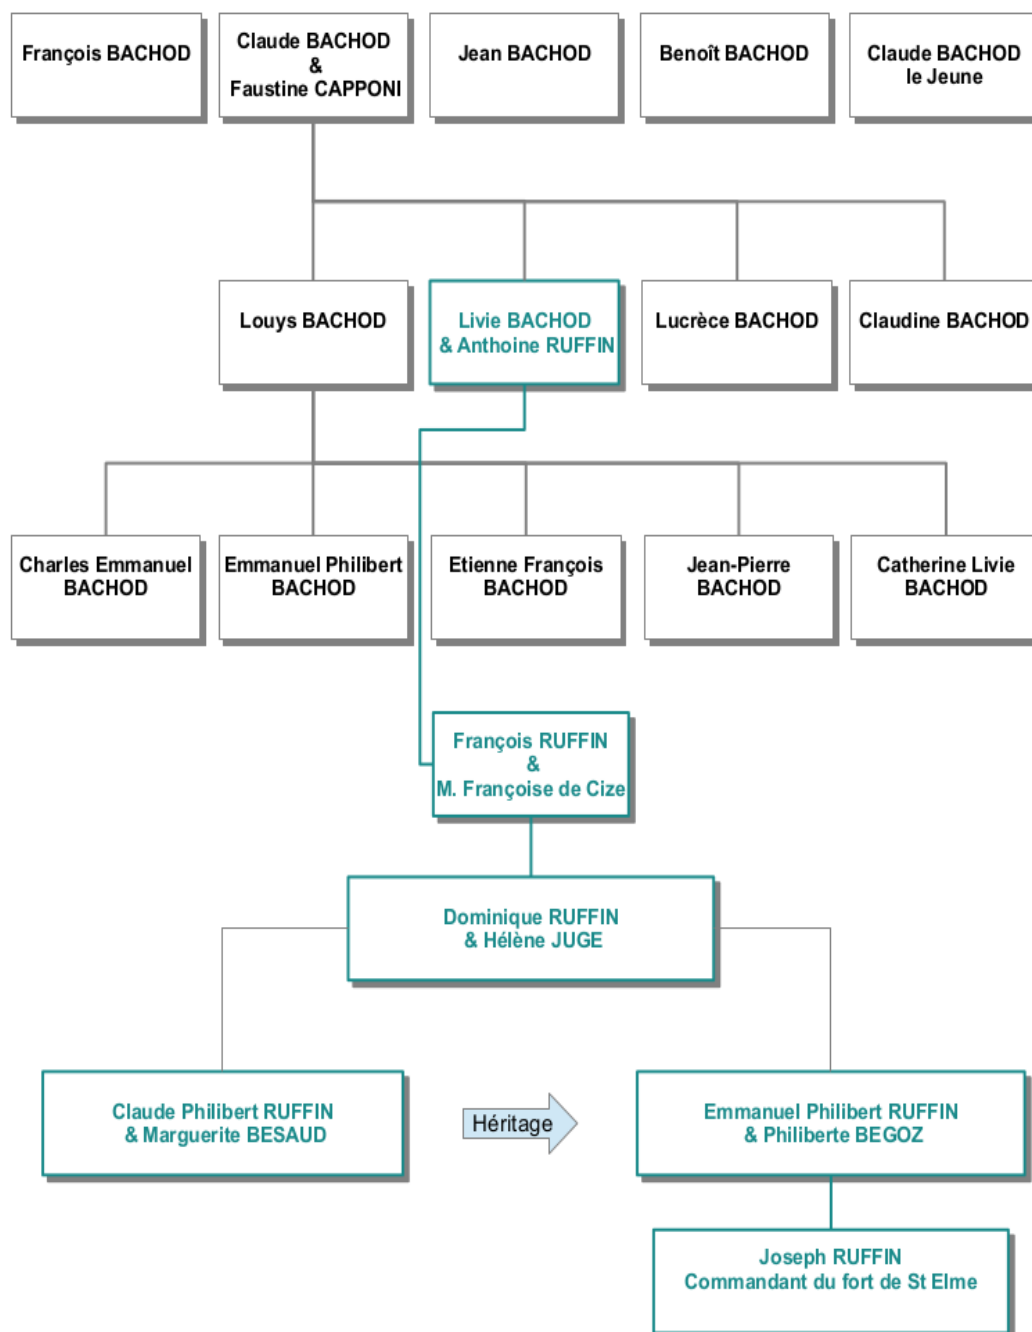 François BACHOD
Claude BACHOD
&
Faustine CAPPONI
Jean BACHOD
Benoît BACHOD
Claude BACHOD
le Jeune
Louys BACHOD
Livie BACHOD
& Anthoine RUFFIN
Lucrèce BACHOD
Claudine BACHOD
Charles Emmanuel
BACHOD
Emmanuel Philibert
BACHOD
Etienne François
BACHOD
Jean-Pierre
BACHOD
Catherine Livie
BACHOD
François RUFFIN
&
M. Françoise de Cize
Dominique RUFFIN
& Hélène JUGE
Claude Philibert RUFFIN
& Marguerite BESAUD
Héritage
Emmanuel Philibert RUFFIN
& Philiberte BEGOZ
Joseph RUFFIN
Commandant du fort de St Elme